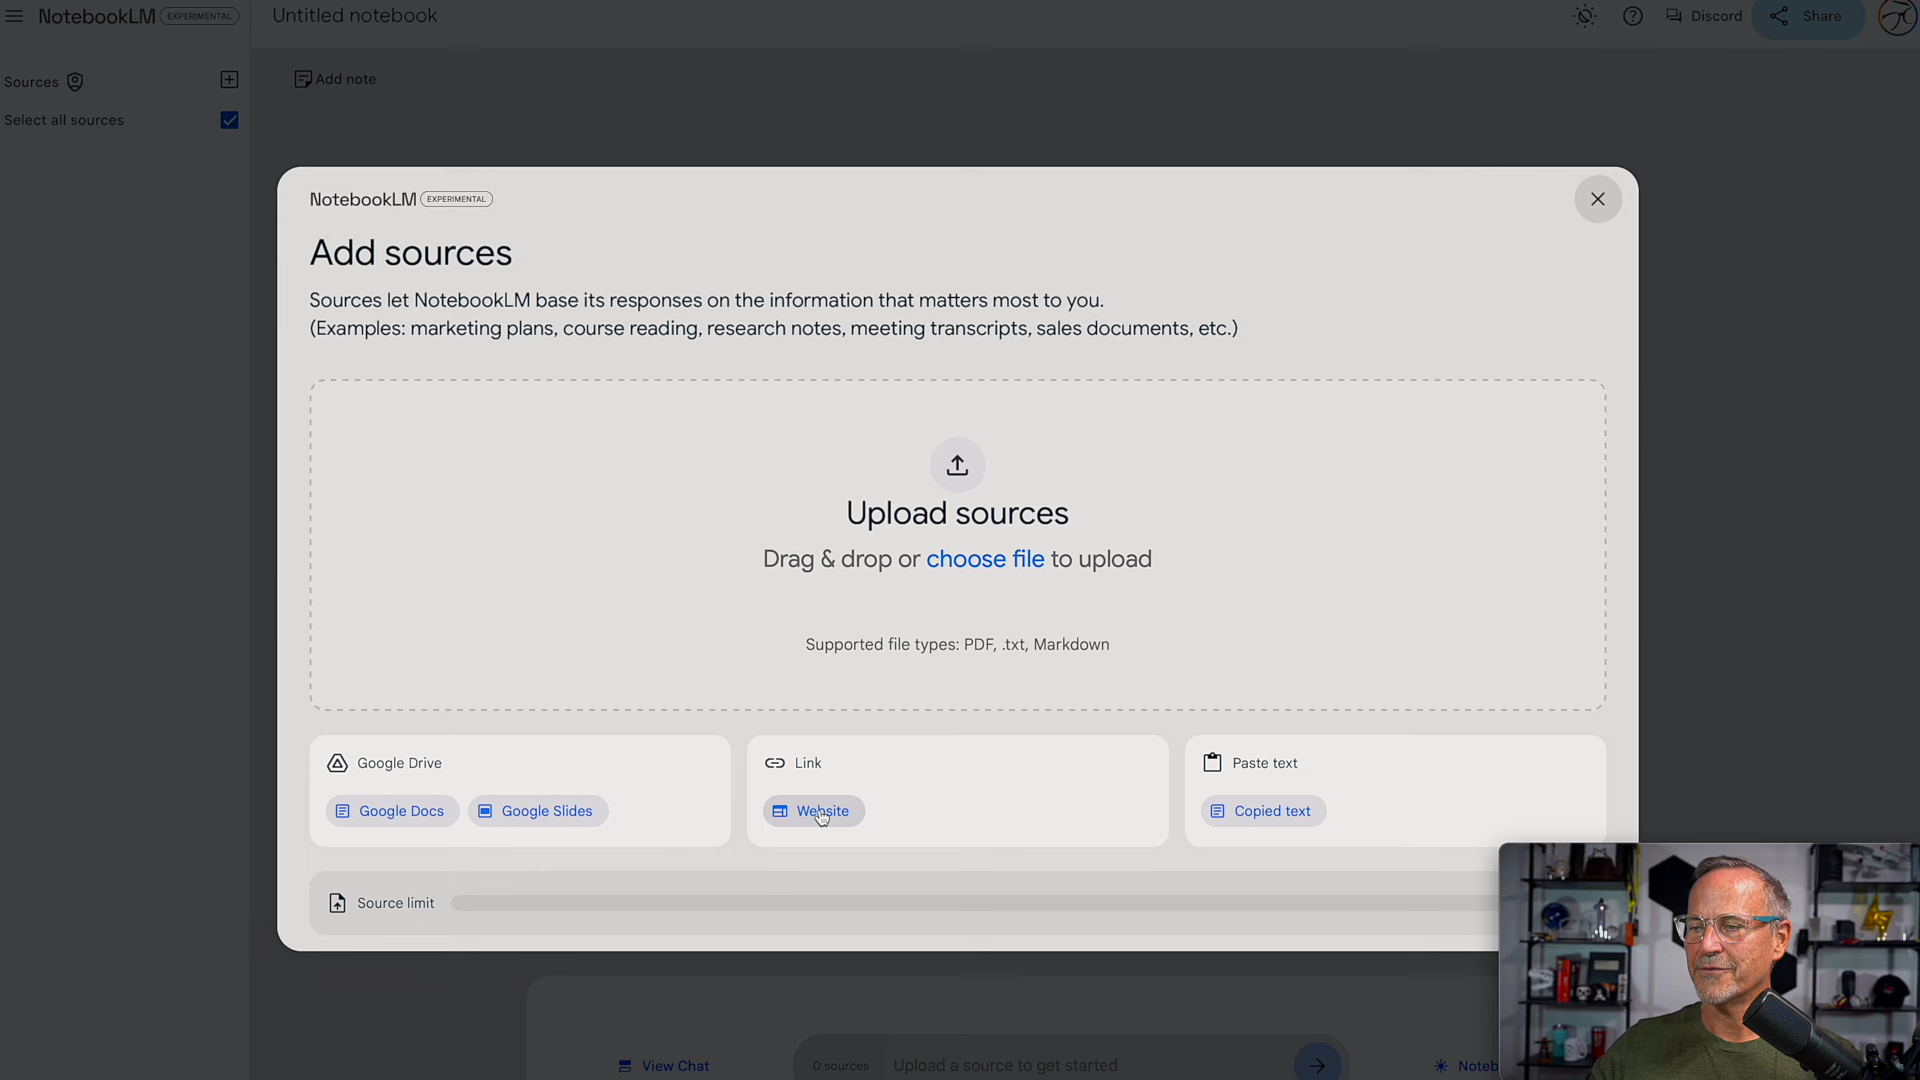 NotebookLM EXPERIMENTAL
Untitled notebook
Discord
Share
Sources
Add note
Select all sources
NotebookLM EXPERIMENTAL
Add sources
Sources let NotebookLM base its responses on the information that matters most to you.
(Examples: marketing plans, course reading, research notes, meeting transcripts, sales documents, etc.)
Upload sources
Drag & drop or choose file to upload
Supported file types: PDF, .txt, Markdown
Google Drive
Google Docs
Google Slides
Link
Website
Paste text
Copied text
Source limit
View Chat
0 sources
Upload a source to get started